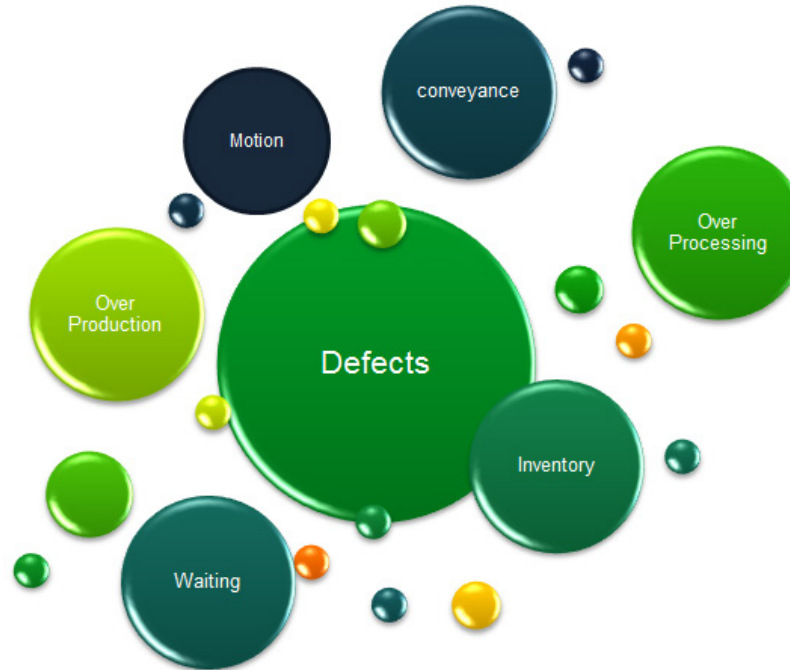 conveyance
Motion
Over
Processing
Over
Production
Defects
Inventory
Waiting